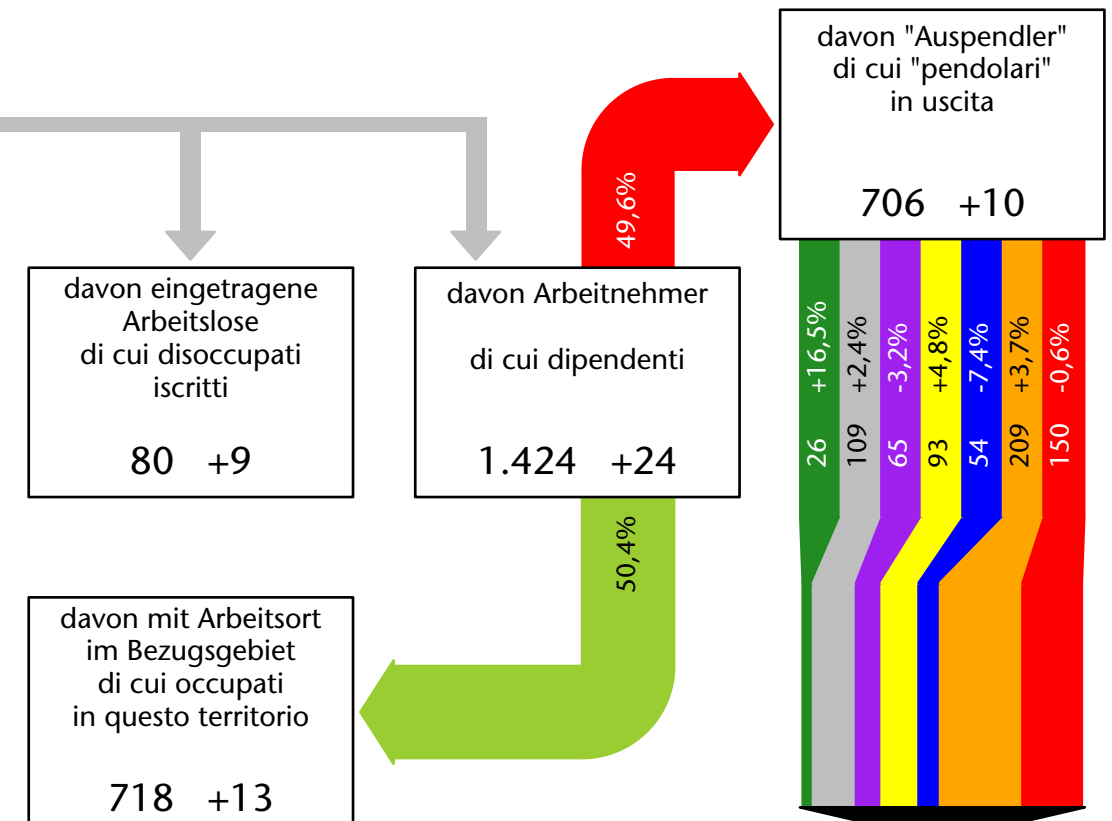 davon "Auspendler"
di cui "pendolari"
in uscita
706 +10
49,6%
davon eingetragene
Arbeitslose
di cui disoccupati
iscritti
80 +9
davon Arbeitnehmer
di cui dipendenti
1.424 +24
26 +16,5%
109 +2,4%
65 -3,2%
93 +4,8%
54 -7,4%
209 +3,7%
150 -0,6%
50,4%
davon mit Arbeitsort
im Bezugsgebiet
di cui occupati
in questo territorio
718 +13